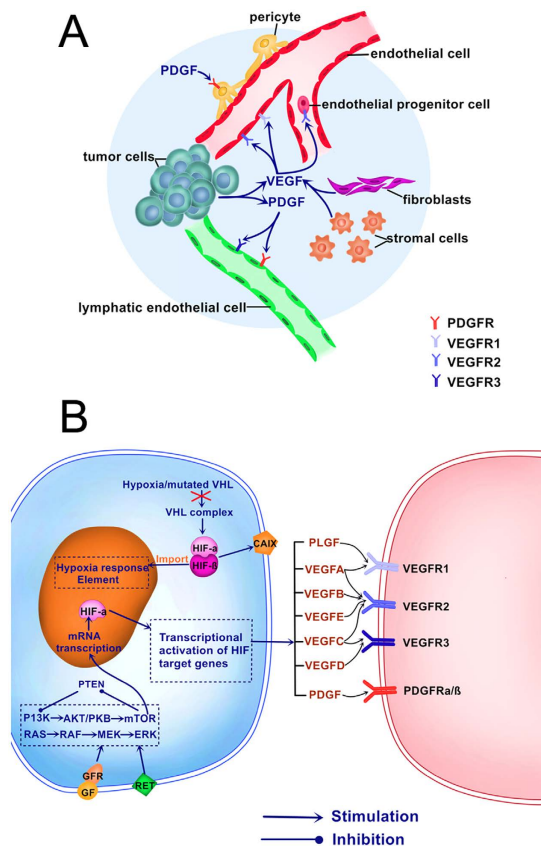 A
pericyte
PDGF
endothelial cell
endothelial progenitor cell
tumor cells
VEGF
PDGF
fibroblasts
stromal cells
lymphatic endothelial cell
PDGFR
VEGFR1
VEGFR2
VEGFR3
B
Hypoxia/mutated VHL
VHL complex
CAIX
HIF-a
HIF-ß
Import
Hypoxia response
Element
HIF-a
mRNA
transcription
Transcriptional
activation of HIF
target genes
PTEN
P13K AKT/PKB mTOR
RAS RAF MEK ERK
GFR
GF
RET
PLGF
VEGFA
VEGFB
VEGFE
VEGFC
VEGFD
PDGF
VEGFR1
VEGFR2
VEGFR3
PDGFRa/ß
Stimulation
Inhibition